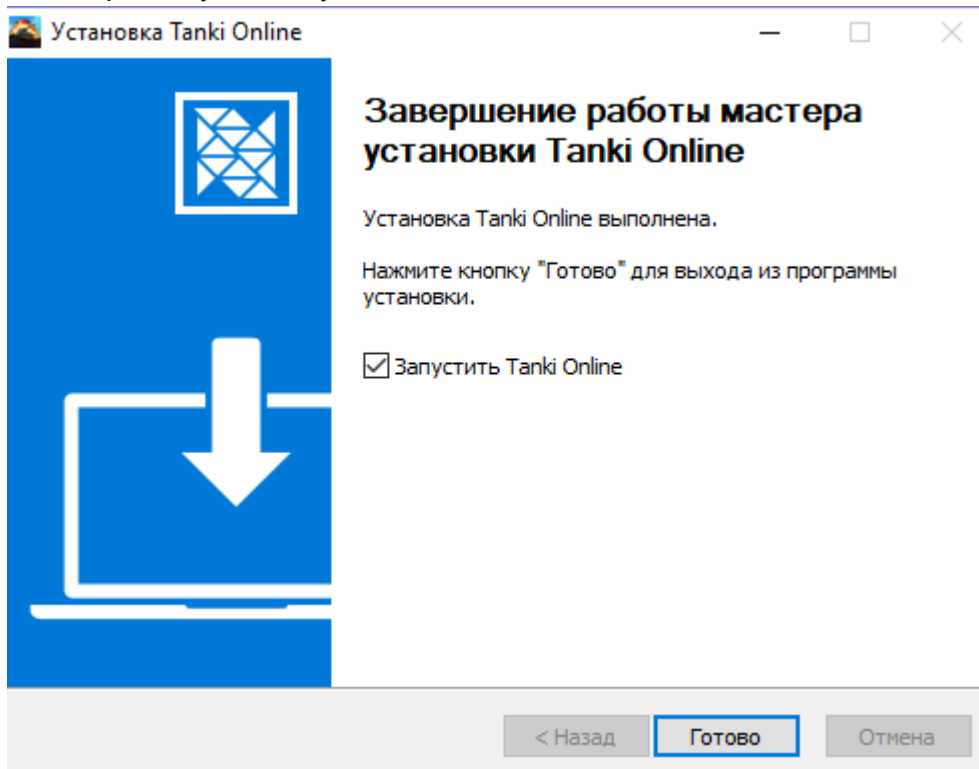 Установка Tanki Online
Завершение работы мастера
установки Tanki Online
Установка Tanki Online выполнена.
Нажмите кнопку "Готово" для выхода из программы
установки.
Запустить Tanki Online
< Назад
Готово
Отмена